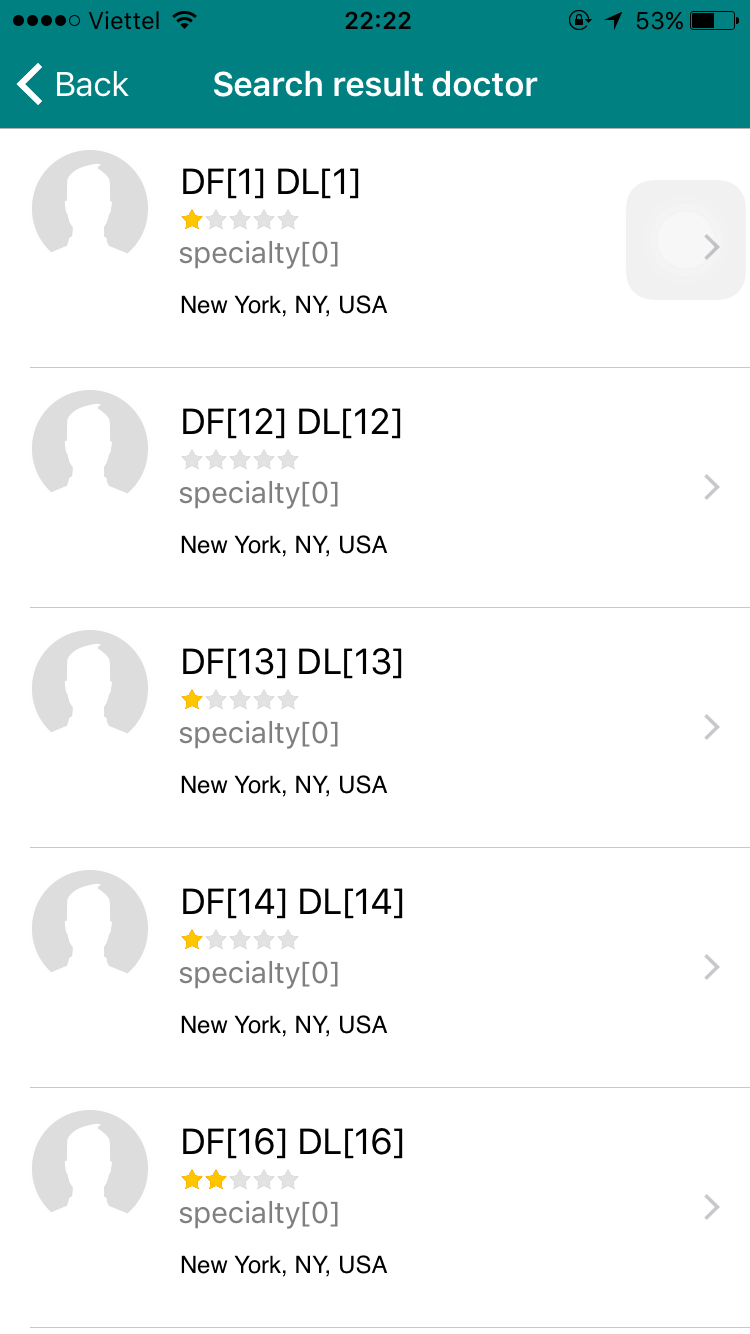 Viettel 22:22 53%
Back Search result doctor
DF[1] DL[1]
specialty[0]
New York, NY, USA
DF[12] DL[12]
specialty[0]
New York, NY, USA
DF[13] DL[13]
specialty[0]
New York, NY, USA
DF[14] DL[14]
specialty[0]
New York, NY, USA
DF[16] DL[16]
specialty[0]
New York, NY, USA